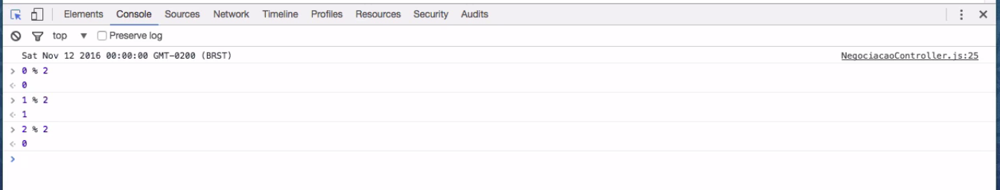 Elements Console Sources Network Timeline Profiles Resources Security Audits
top Preserve log
Sat Nov 12 2016 00:00:00 GMT-0200 (BRST) NegociacaoController.js:25
> 0 % 2
0
> 1 % 2
1
> 2 % 2
0
>